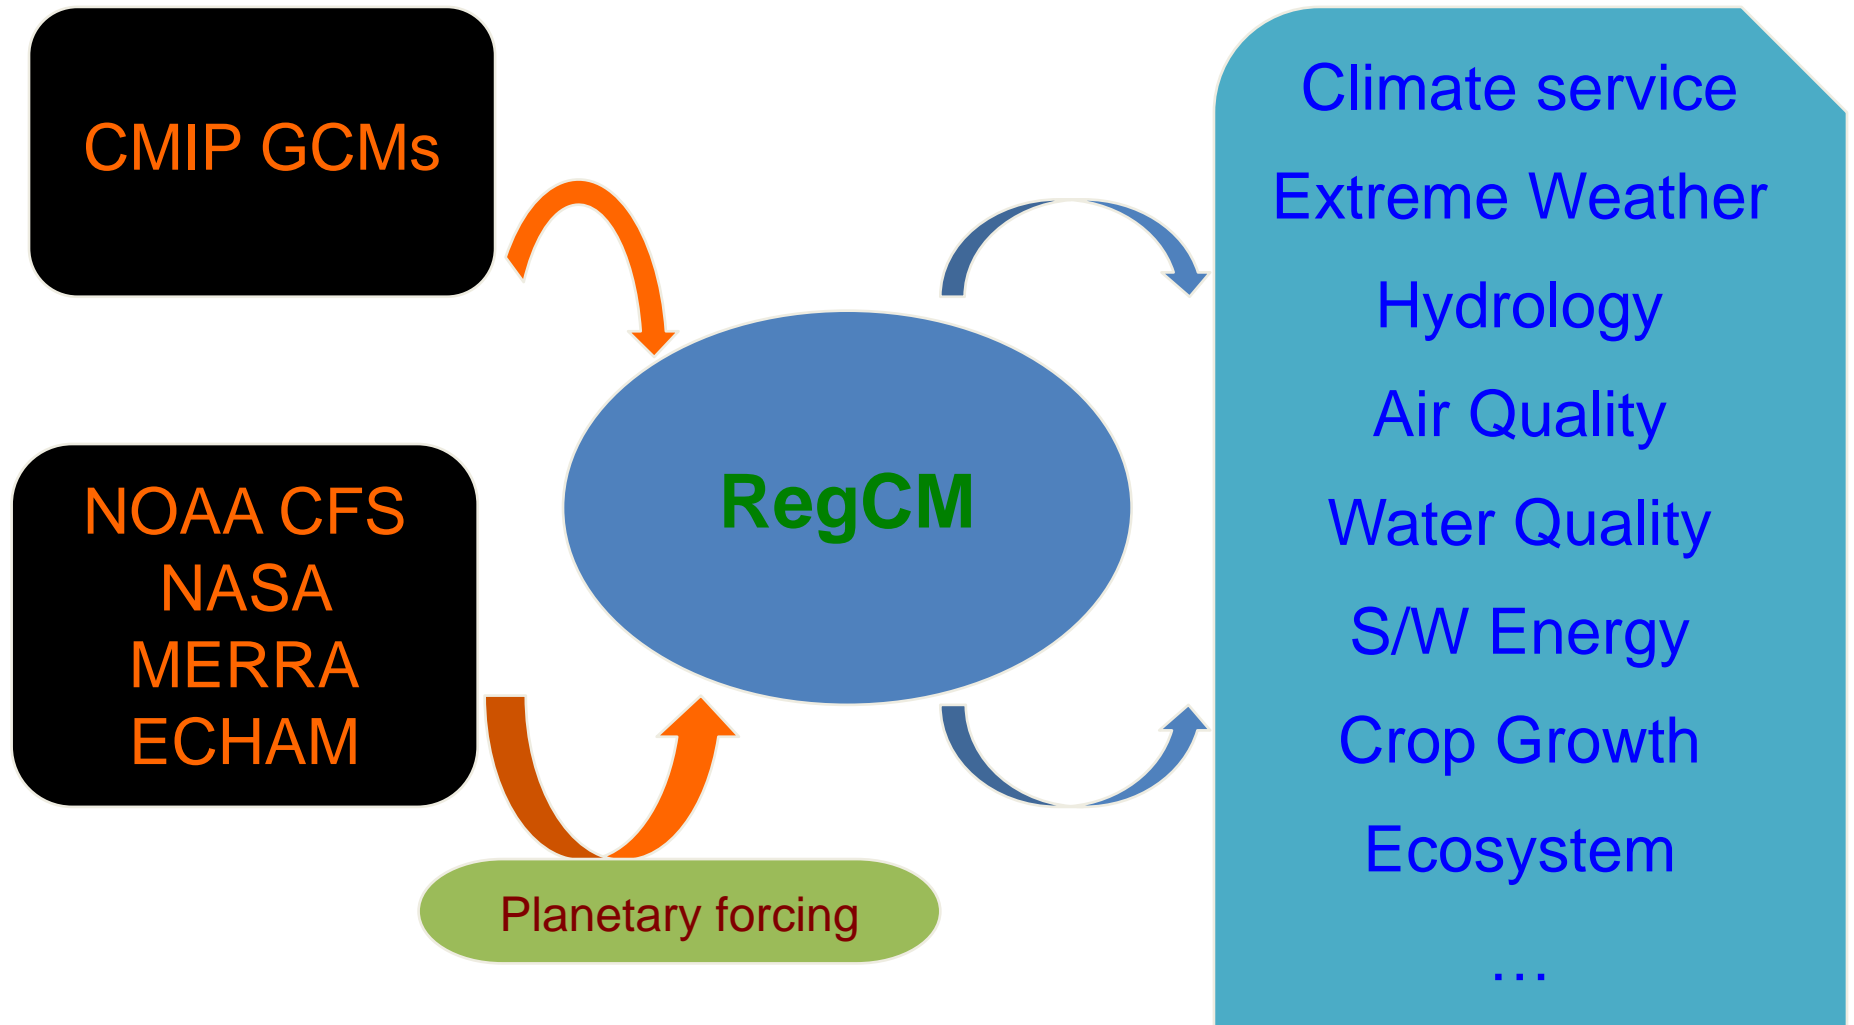 CMIP GCMs
NOAA CFS
NASA
MERRA
ECHAM
Planetary forcing
RegCM
Climate service
Extreme Weather
Hydrology
Air Quality
Water Quality
S/W Energy
Crop Growth
Ecosystem
…